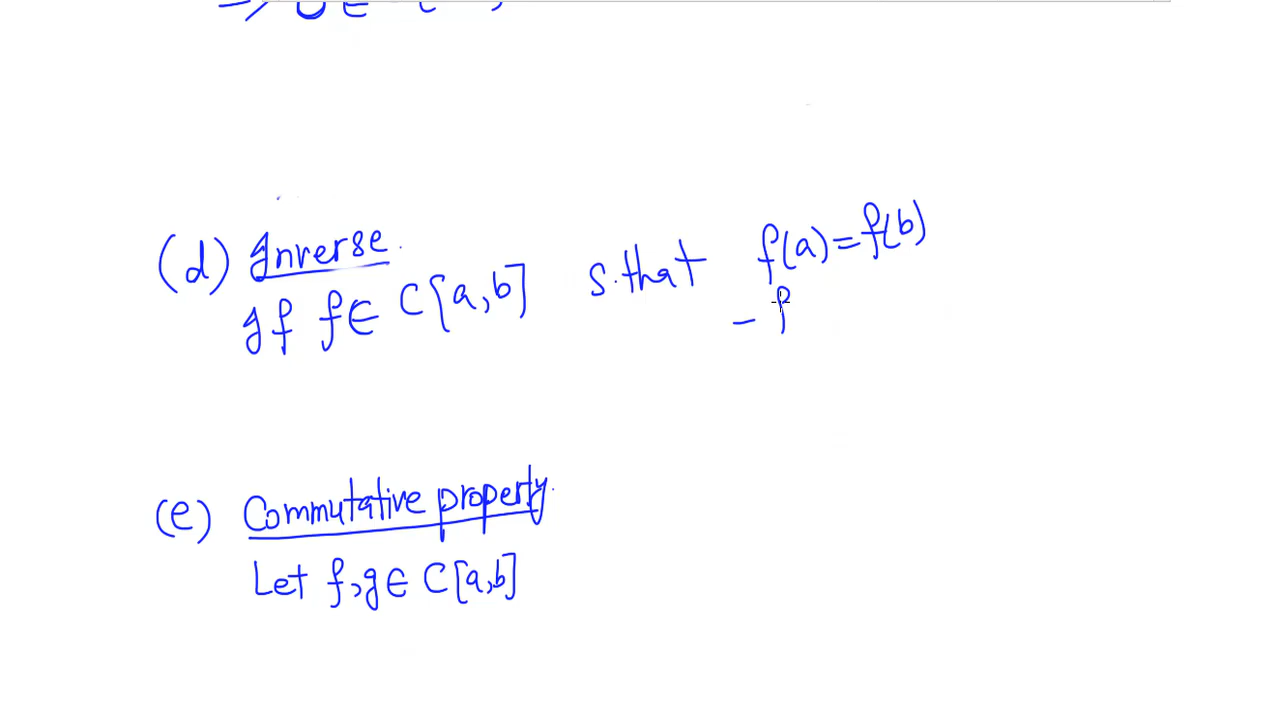 (d) Inverse.
If f∈ C[a,b] s.that f(a)=f(b)
- f
(e) Commutative property.
Let f,g∈ C[a,b]